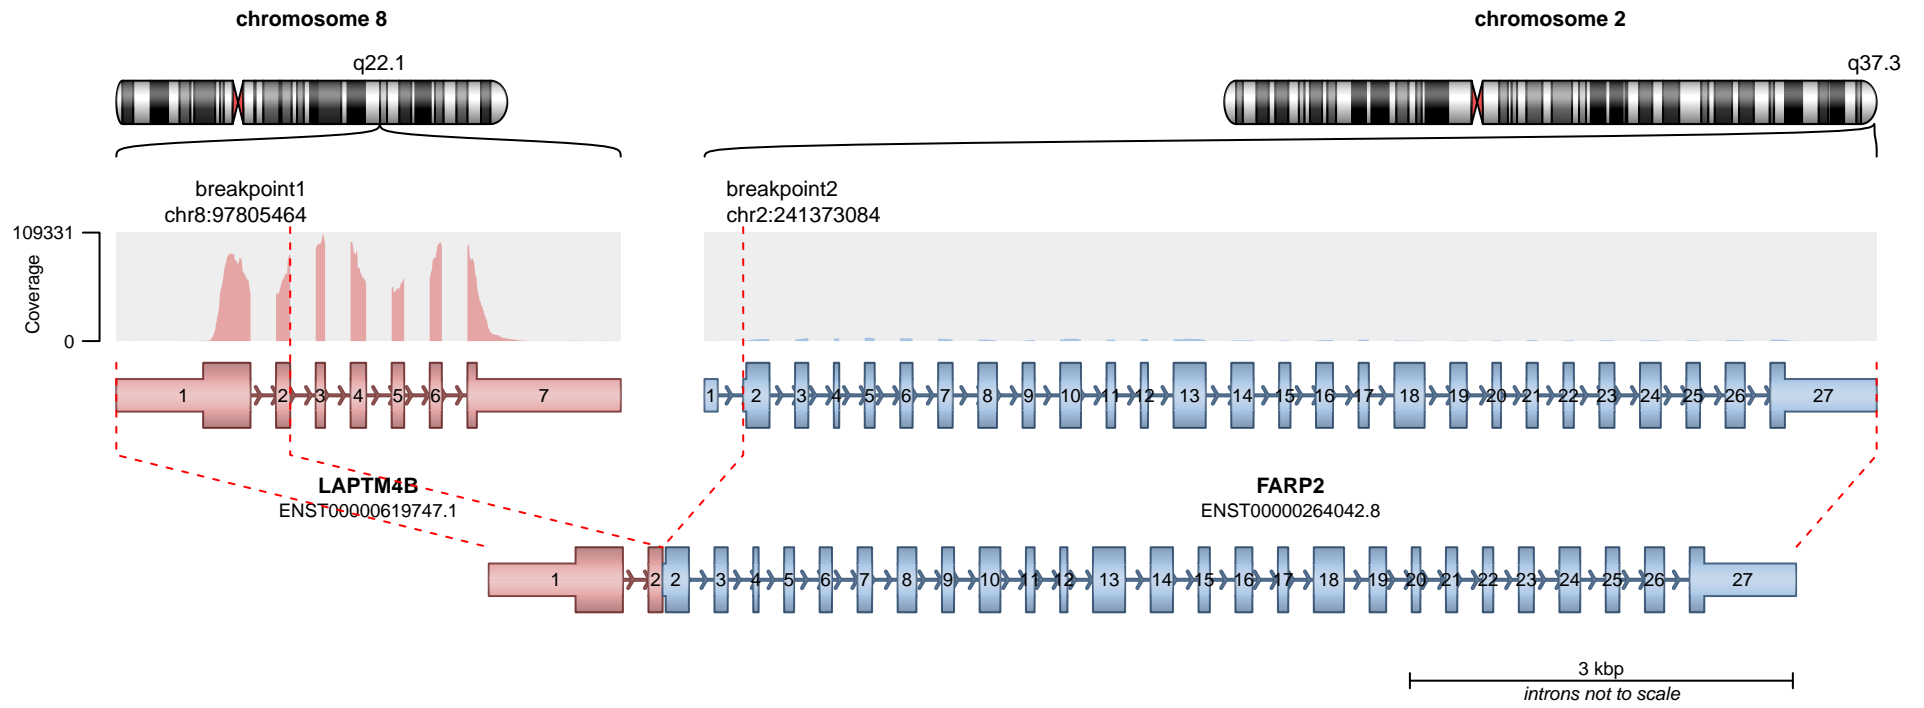 chromosome 8
chromosome 2
q22.1
q37.3
breakpoint1
chr8:97805464
breakpoint2
chr2:241373084
109331
Coverage
0
1 2 3 4 5 6 7
1 2 3 4 5 6 7 8 9 10 11 12 13 14 15 16 17 18 19 20 21 22 23 24 25 26 27
LAPTM4B
ENST00000619747.1
FARP2
ENST00000264042.8
1 2 2 3 4 5 6 7 8 9 10 11 12 13 14 15 16 17 18 19 20 21 22 23 24 25 26 27
3 kbp
introns not to scale